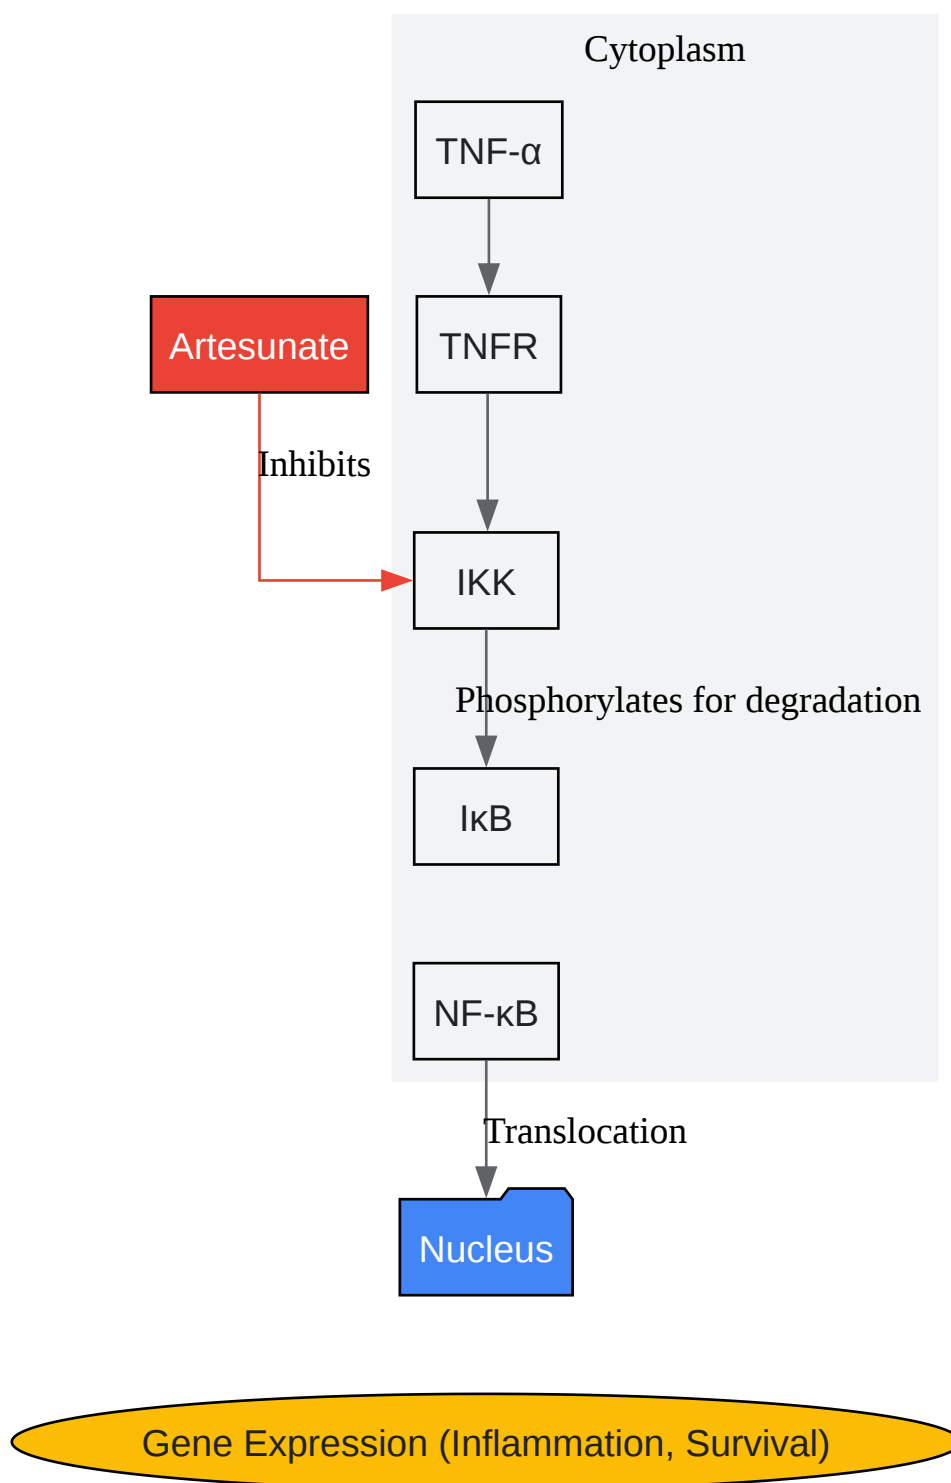 Cytoplasm
TNF-α
Artesunate
TNFR
Inhibits
IKK
Phosphorylates for degradation
IκB
NF-κB
Translocation
Nucleus
Gene Expression (Inflammation, Survival)